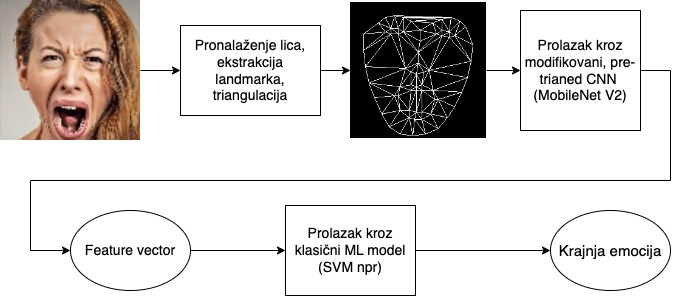 Pronalaženje lica,
ekstrakcija
landmarka,
triangulacija
Prolazak kroz
modifikovani, pre-
trianed CNN
(MobileNet V2)
Feature vector
Prolazak kroz
klasični ML model
(SVM npr)
Krajnja emocija